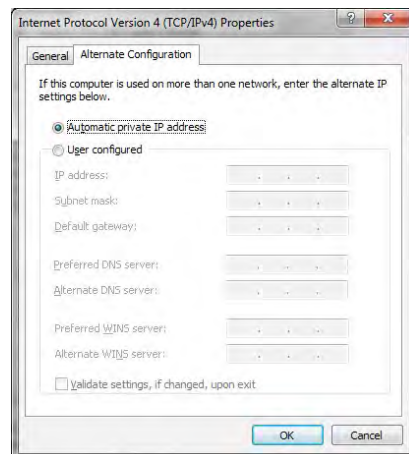 Internet Protocol Version 4 (TCP/IPv4) Properties
General
Alternate Configuration
If this computer is used on more than one network, enter the alternate IP
settings below.
Automatic private IP address
User configured
IP address:
Subnet mask:
Default gateway:
Preferred DNS server:
Alternate DNS server:
Preferred WINS server:
Alternate WINS server:
Validate settings, if changed, upon exit
OK
Cancel